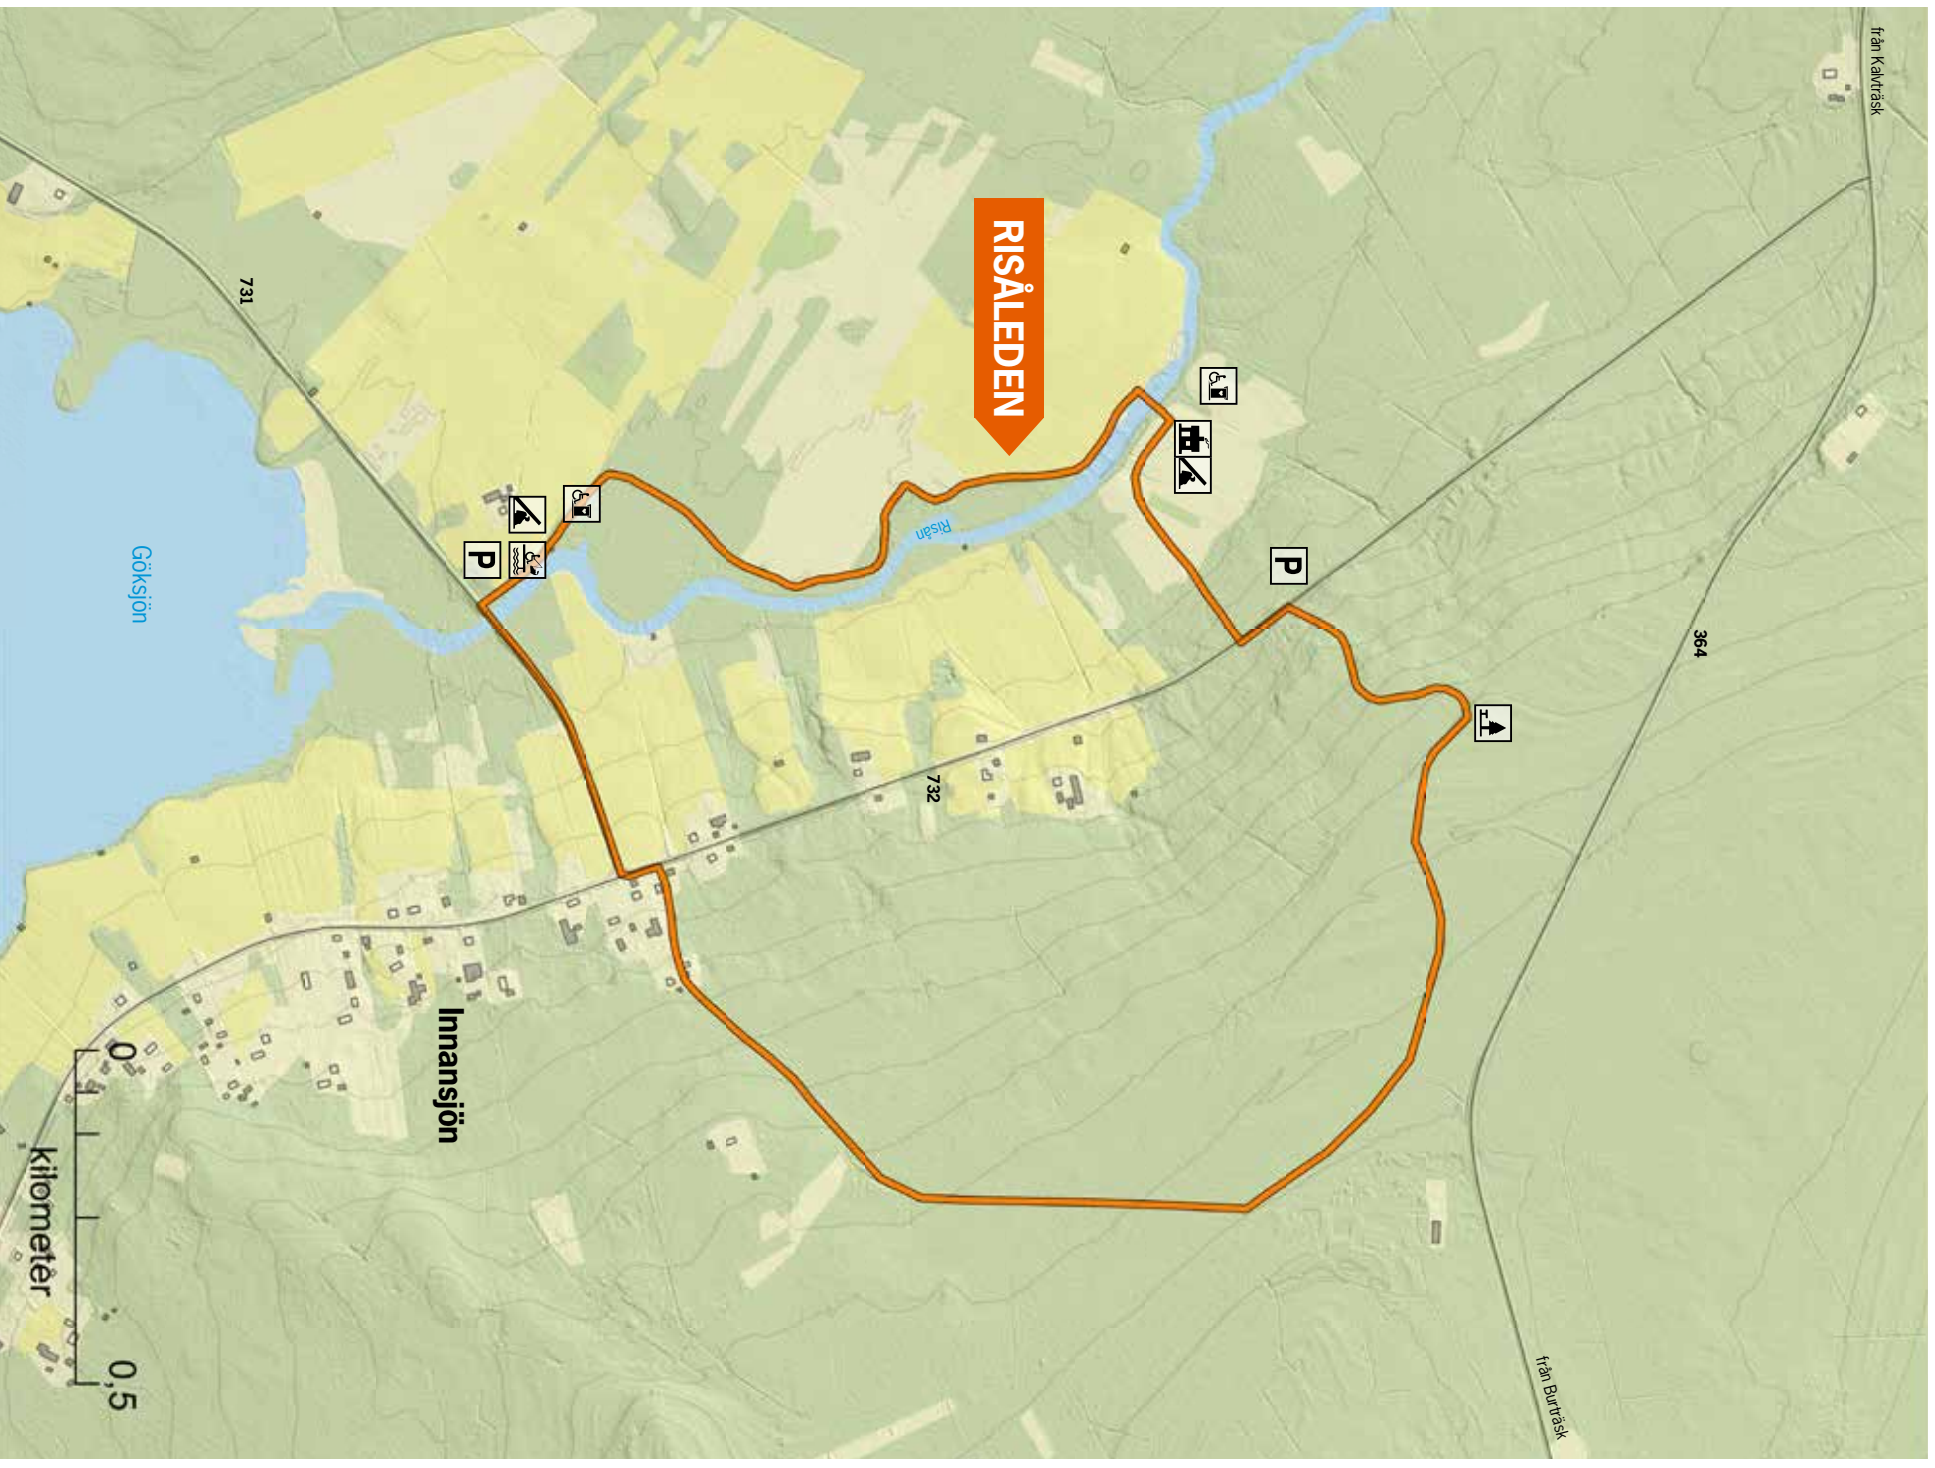 från Kalvträsk
364
från Burträsk
P
RISÅLEDEN
Risån
732
P
Innansjön
731
Göksjön
0
0,5
kilometer